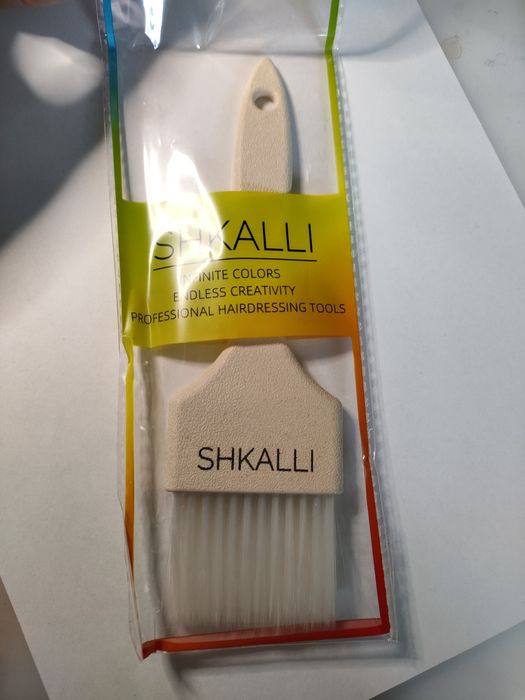 SHKALLI
INFINITE COLORS
ENDLESS CREATIVITY
PROFESSIONAL HAIRDRESSING TOOLS
SHKALLI